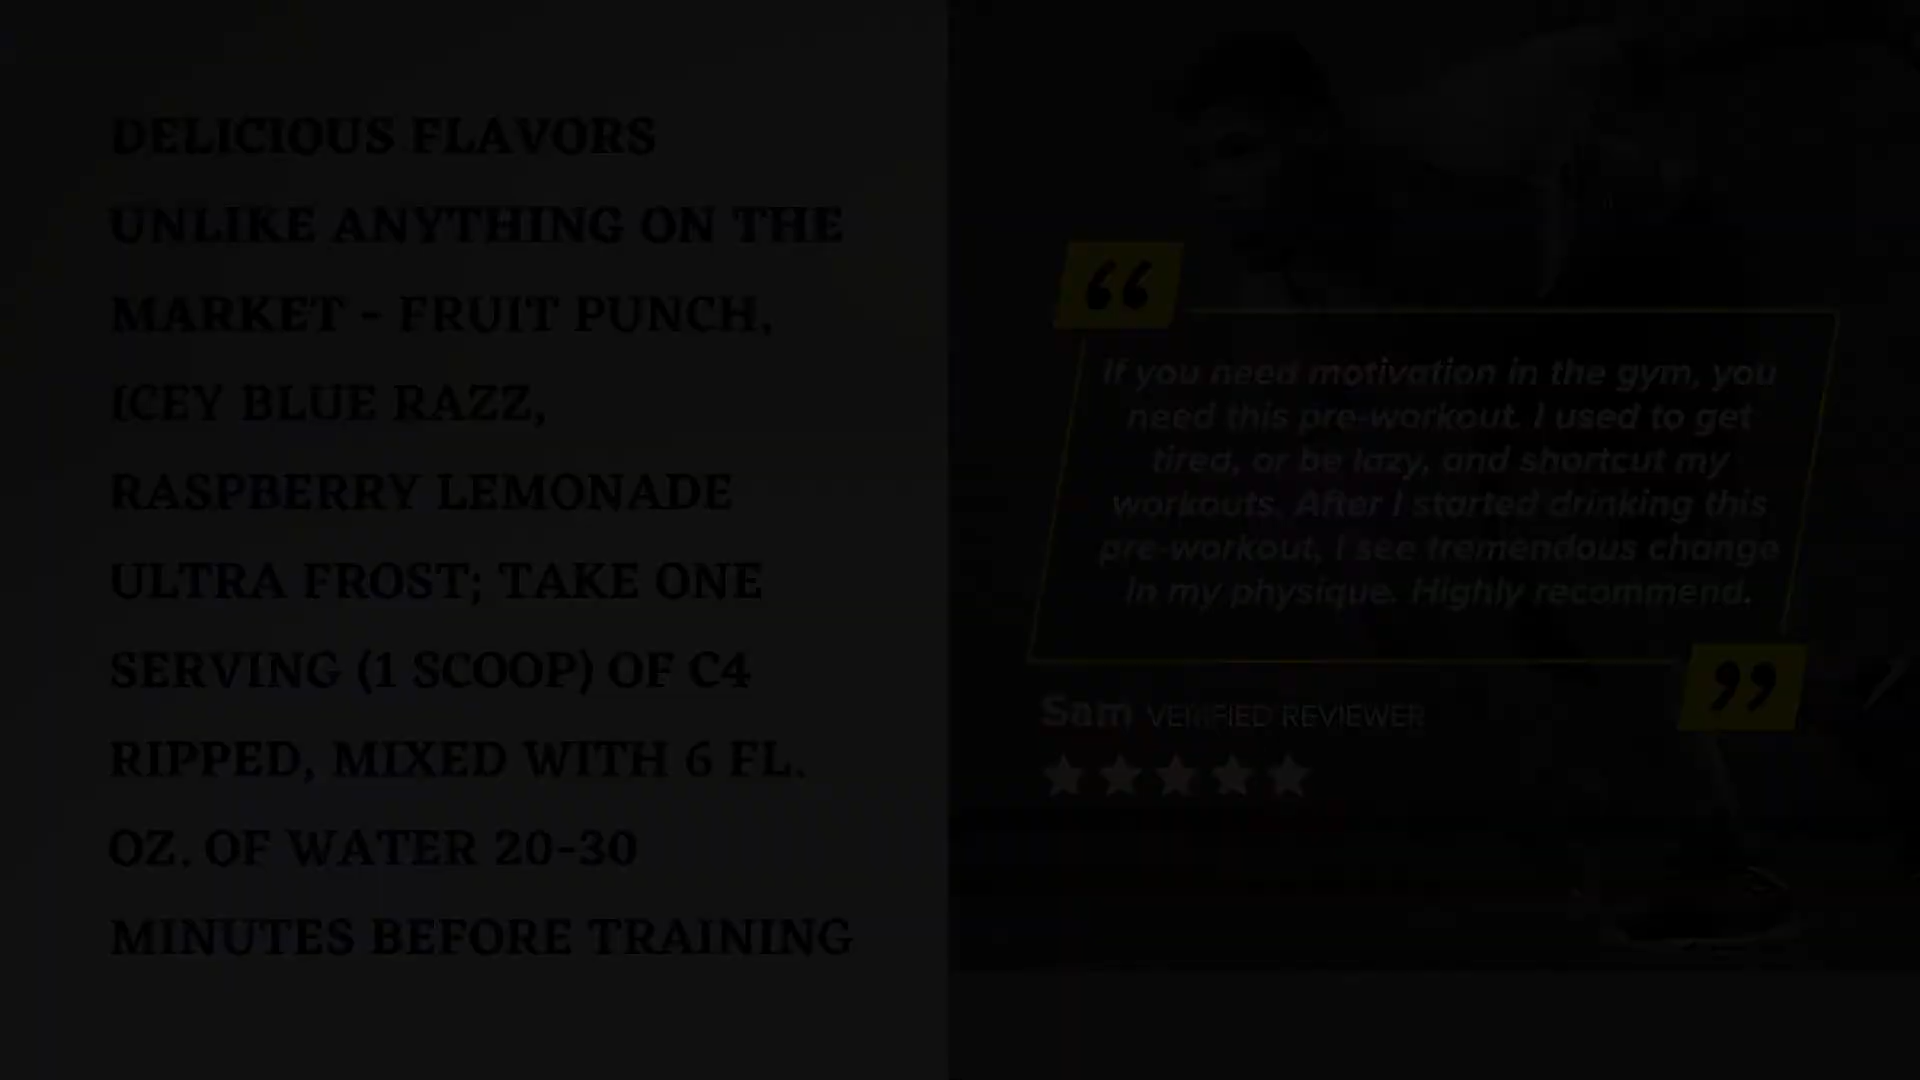 DELICIOUS FLAVORS
UNLIKE ANYTHING ON THE
MARKET - FRUIT PUNCH,
ICEY BLUE RAZZ,
RASPBERRY LEMONADE
ULTRA FROST; TAKE ONE
SERVING (1 SCOOP) OF C4
RIPPED, MIXED WITH 6 FL.
OZ. OF WATER 20-30
MINUTES BEFORE TRAINING
“
If you need motivation in the gym, you
need this pre-workout. I used to get
tired, or be lazy, and shortcut my
workouts. After I started drinking this
pre-workout, I see tremendous change
in my physique. Highly recommend.
”
Sam VERIFIED REVIEWER